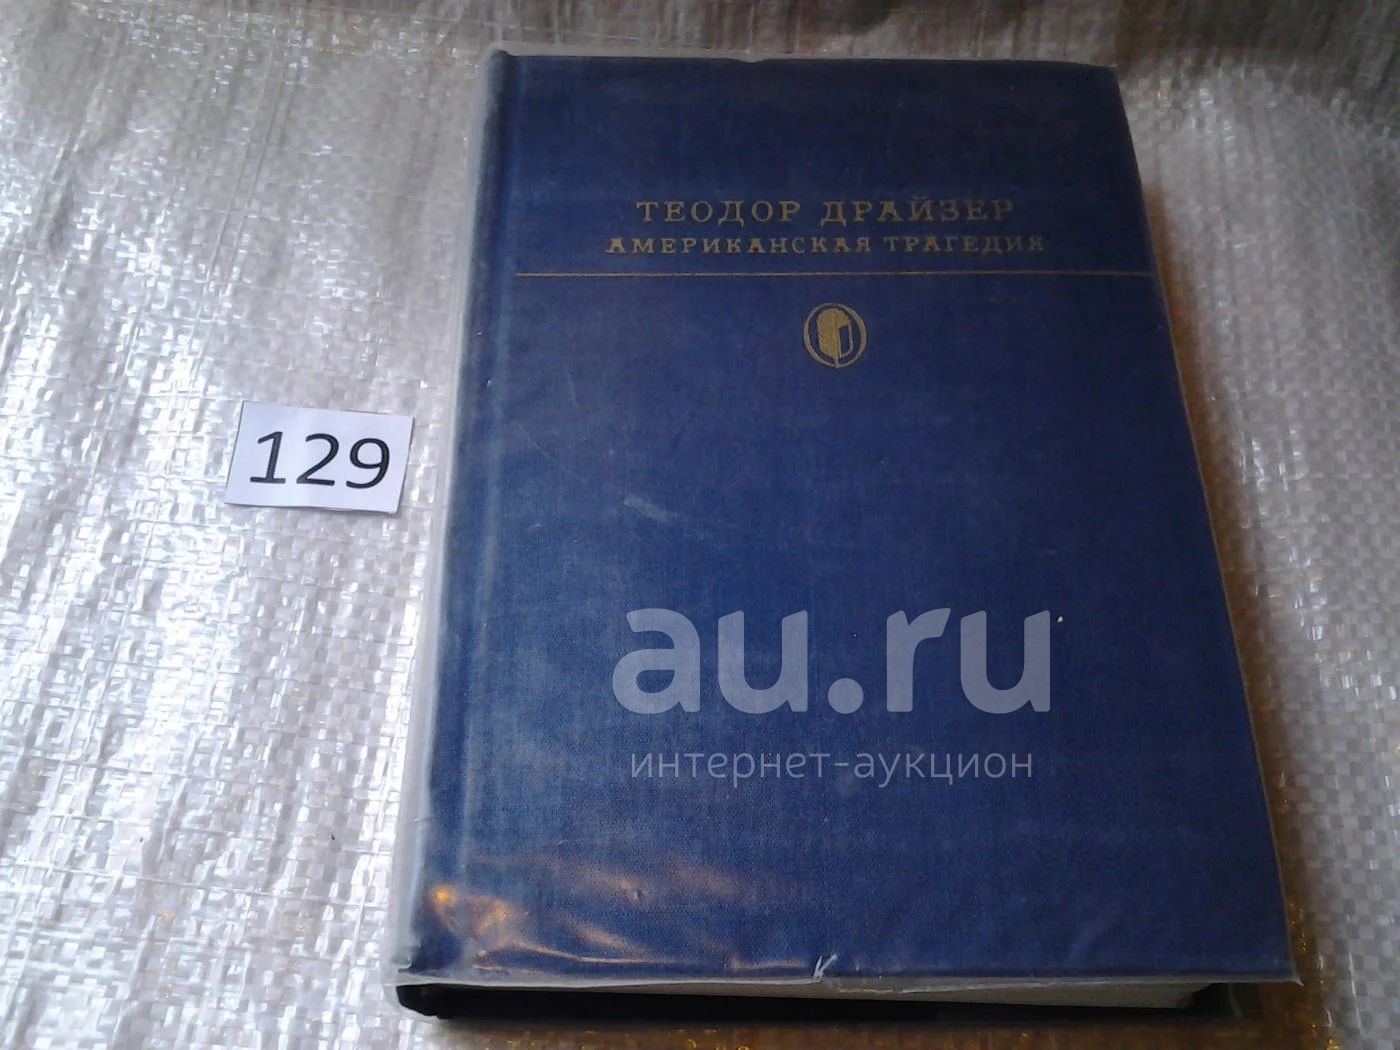 ТЕОДОР ДРАЙЗЕР
АМЕРИКАНСКАЯ ТРАГЕДИЯ
129
au.ru
интернет-аукцион